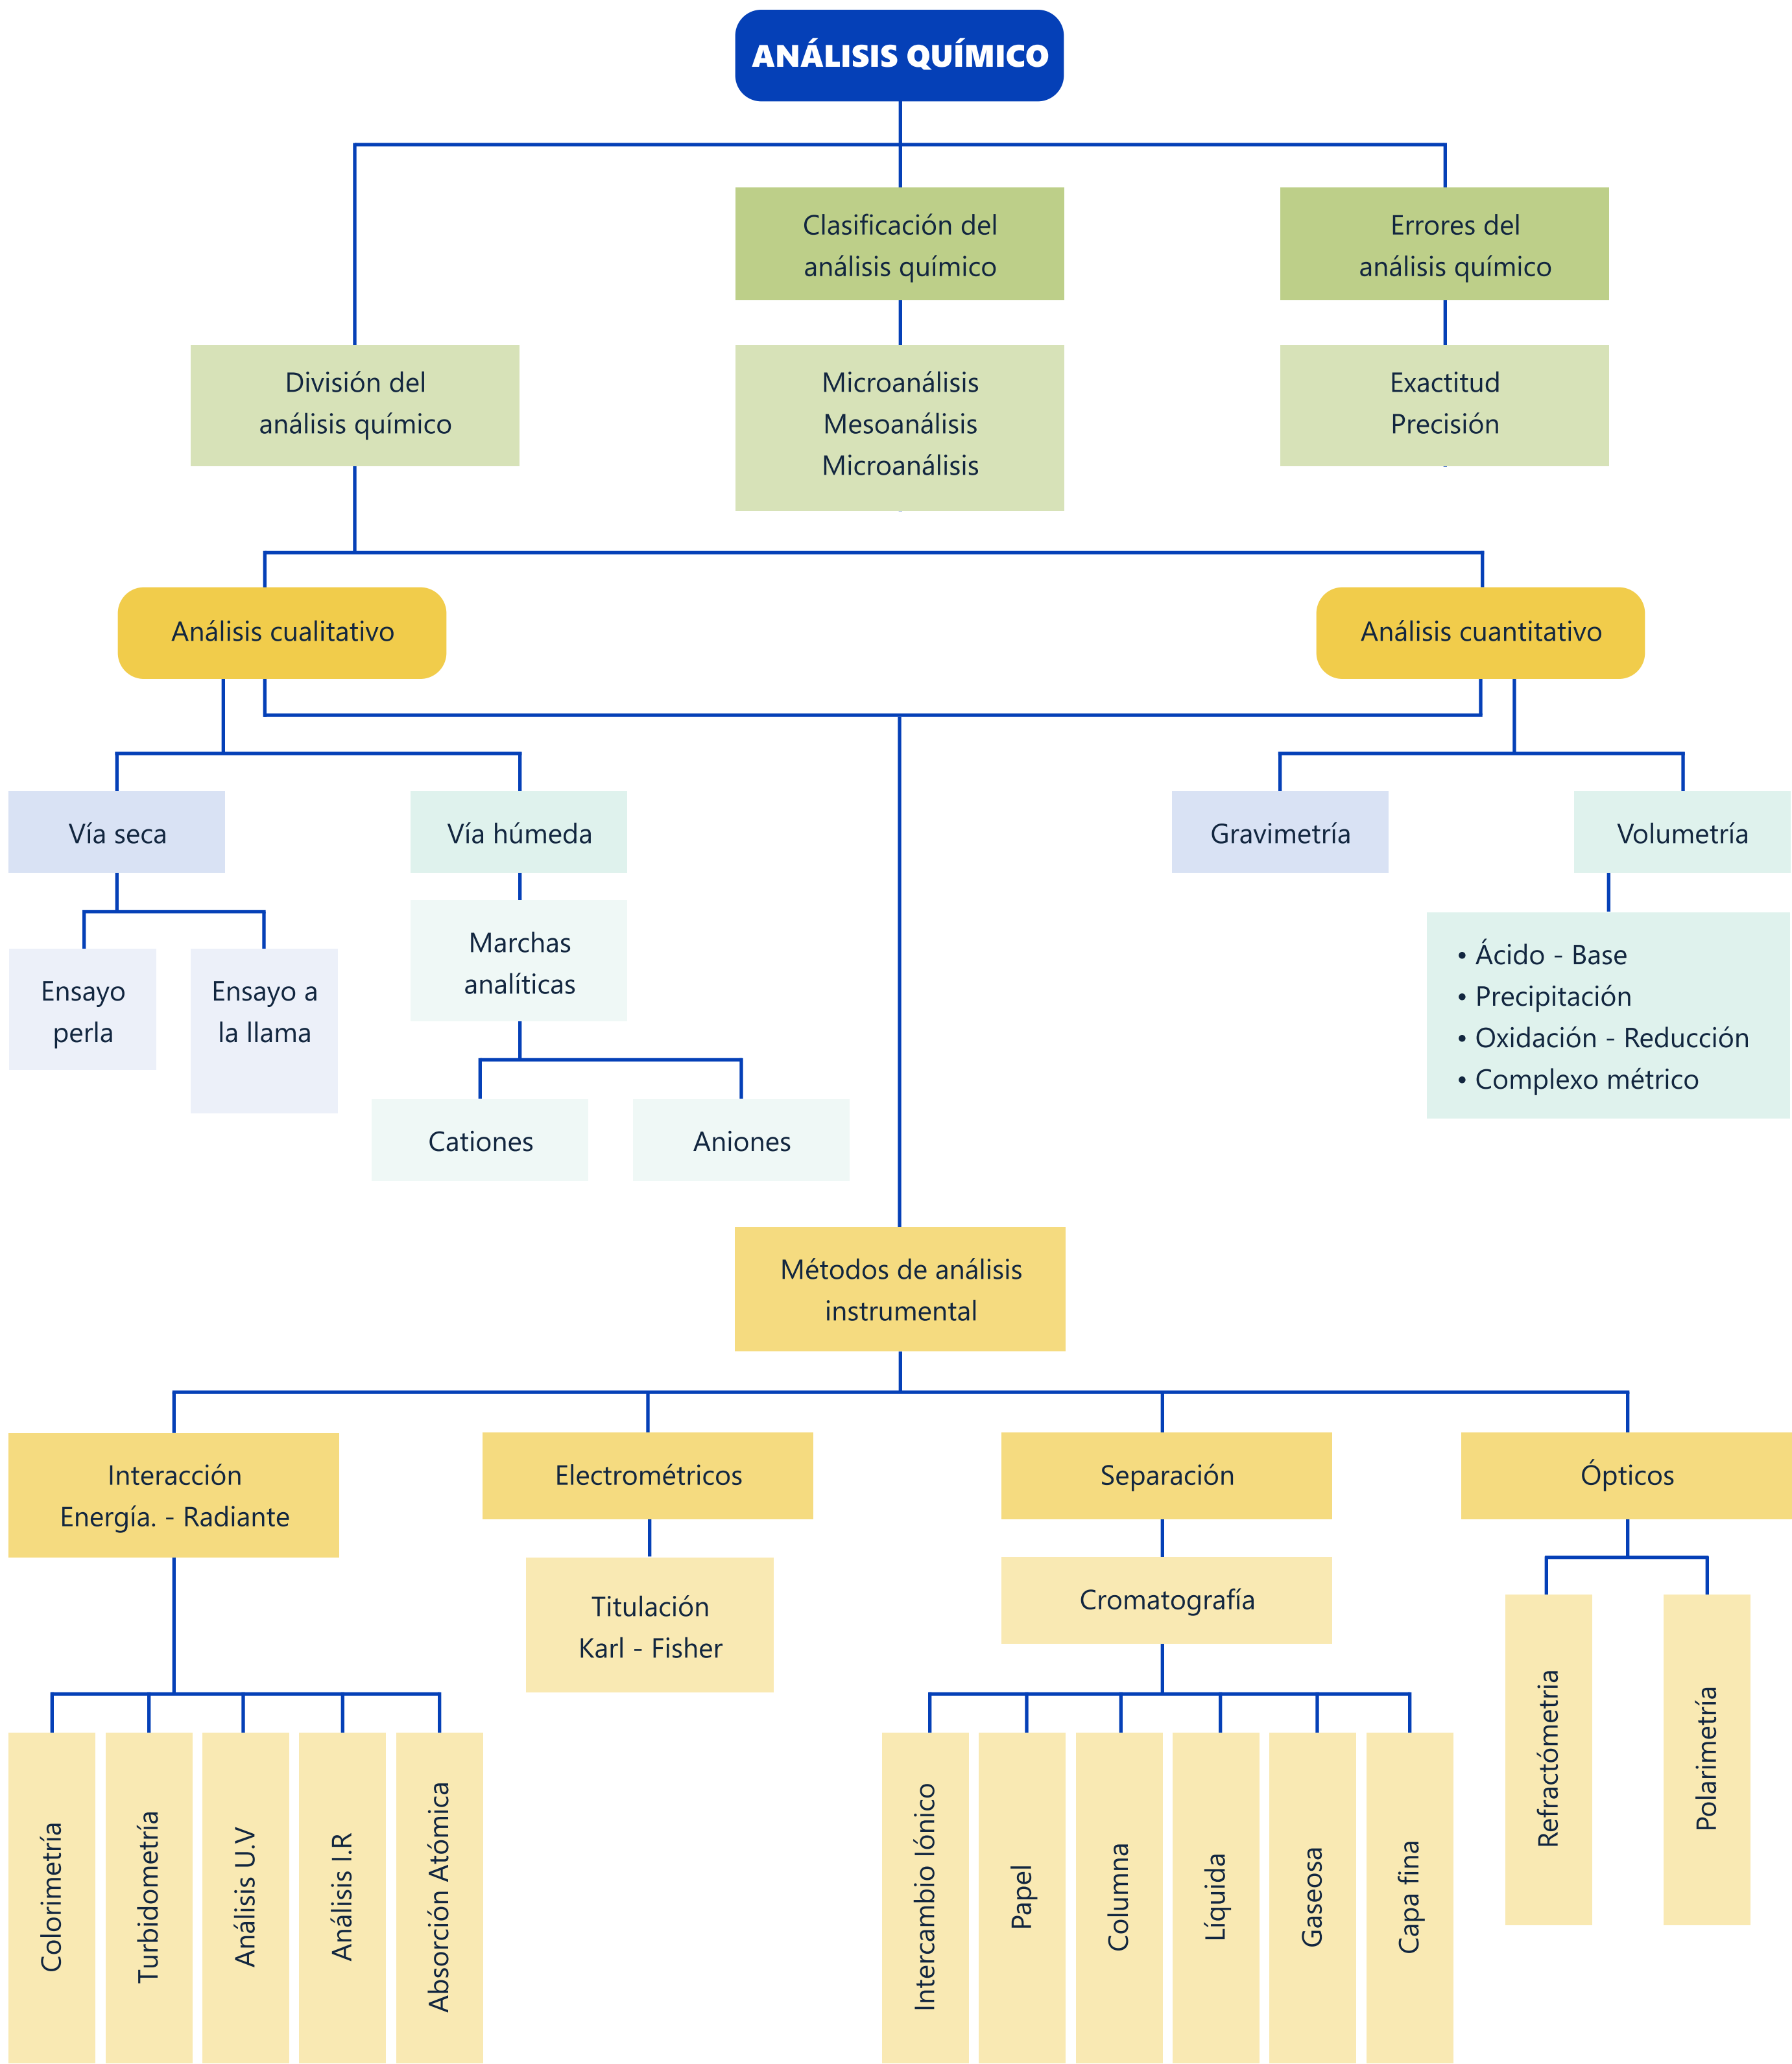 ANÁLISIS QUÍMICO
Clasificación del
análisis químico
Errores del
análisis químico
División del
análisis químico
Microanálisis
Mesoanálisis
Microanálisis
Exactitud
Precisión
Análisis cualitativo
Análisis cuantitativo
Vía seca
Vía húmeda
Gravimetría
Volumetría
Ensayo
perla
Ensayo a
la llama
Marchas
analíticas
• Ácido - Base
• Precipitación
• Oxidación - Reducción
• Complexo métrico
Cationes
Aniones
Métodos de análisis
instrumental
Interacción
Energía. - Radiante
Electrométricos
Separación
Ópticos
Titulación
Karl - Fisher
Cromatografía
Refractómetria
Polarimetría
Colorimetría
Turbidometría
Análisis U.V
Análisis I.R
Absorción Atómica
Intercambio Iónico
Papel
Columna
Líquida
Gaseosa
Capa fina